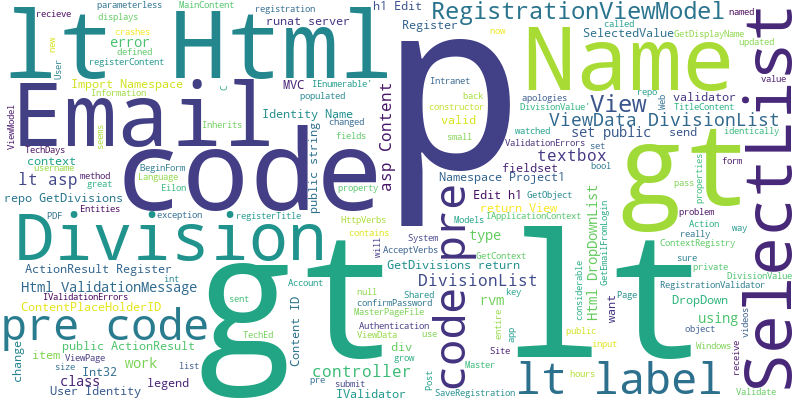 recieve
parameterless
MainContent
registration
h1 Edit
RegistrationViewModel
named
displays
crashes
runat server
Register
called
new
error
defined
User
registerContent
lt Html
p
now
SelectedValue
GetDisplayName
updated
Name
Import Namespace
Information
MVC
IEnumerable'
populated
C
Intranet
back
constructor
apologies
DivisionValue'
repo
Web
value
TitleContent
ViewModel
Email
Inherits
Identity Name
changed
fields
valid
small
View
validator
ViewData DivisionList
TechDays
seems
code
public string
asp Content
ValidationErrors
watched
set
set public
send
identically
context
method
username
great
BeginForm
Language
Eilon
property
textbox
bool
gt
form
lt asp
fieldset
pass
properties
repo GetDivisions
Entities
Namespace Project1
Edit h1
GetObject
problem
SelectList
PDF
exception
registerTitle
HttpVerbs
contains
return View
Models
IApplicationContext
Action
really
way
Division
will
System
AcceptVerbs
type
GetContext
lt
Html DropDownList
GetEmailFromLogin
ContextRegistry
sure
private
ActionResult Register
int
gt
GetDivisions return
considerable
RegistrationValidator
DivisionValue
Html ValidationMessage
Account
null
confirmPassword
Shared
DivisionList
Page
DropDown
IValidationErrors
ContentPlaceHolderID
sent
Content ID
MasterPageFile
Authentication
ViewData
TechEd
use
code pre
rvm
key
entire
app
want
object
using
receive
videos
pre code
public ActionResult
item
ViewPage
work
div
controller
grow
Site
Master
public
input
Windows
label
change
size
Int32
list
class
legend
pre
submit
User Identity
IValidator
Post
SaveRegistration
lt label
hours
Validate